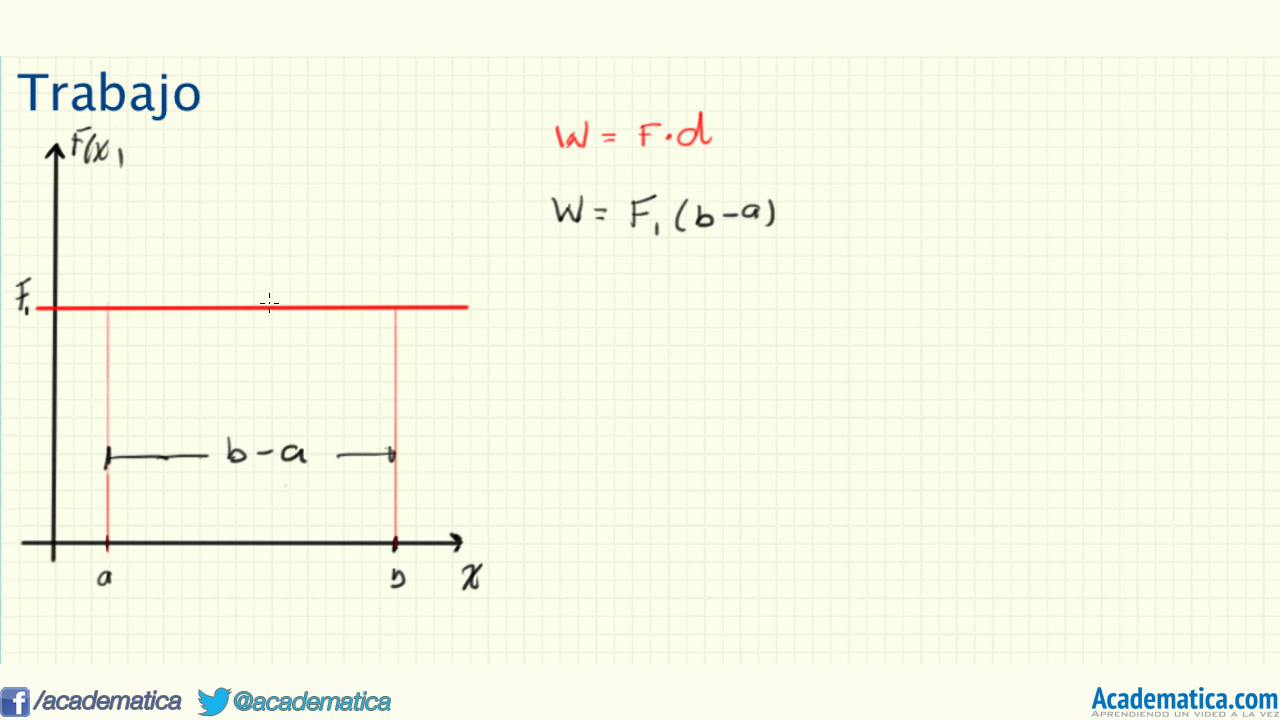 Trabajo
F(x)
W = F·d
W = F₁ (b-a)
F₁
b-a
a
b
x
f /academatica
@academatica
Academatica.com
APRENDIENDO UN VIDEO A LA VEZ